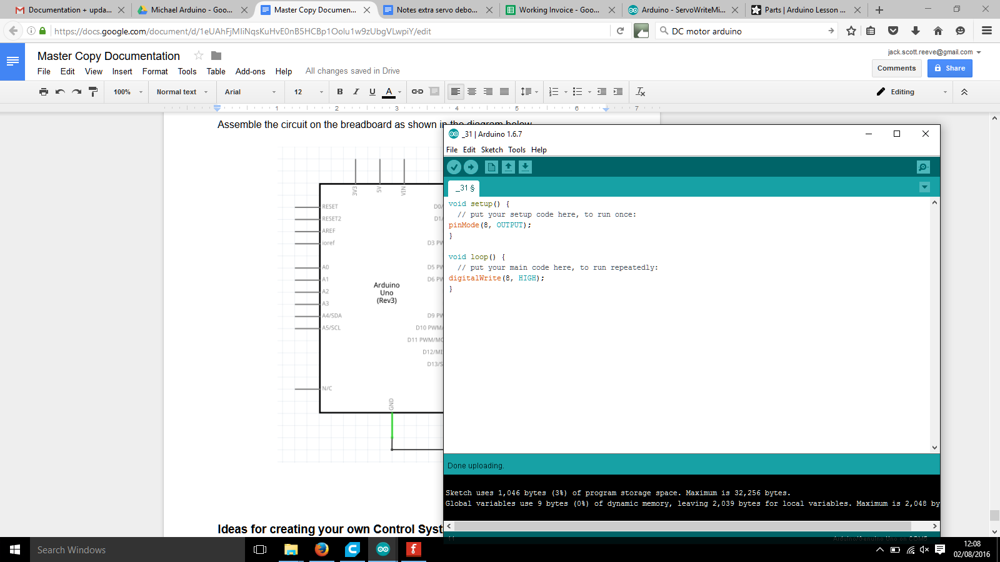 Documentation + upda...
Michael Arduino - Goo...
Master Copy Documen...
Notes extra servo debo...
Working Invoice - Goo...
Arduino - ServoWriteMi...
Parts | Arduino Lesson ...
https://docs.google.com/document/d/1eUAhFjMIiNqsKuHvE0nB5HCBp1Oolu1w9zUbgVLwpiY/edit
DC motor arduino
Master Copy Documentation
jack.scott.reeve@gmail.com
File Edit View Insert Format Tools Table Add-ons Help All changes saved in Drive
Comments
Share
100% Normal text Arial 12 B I U A Editing
1 2 3 4 5 6 7
Assemble the circuit on the breadboard as shown in the diagram below
_31 | Arduino 1.6.7
File Edit Sketch Tools Help
_31 §
void setup() {
// put your setup code here, to run once:
pinMode(8, OUTPUT);
}
void loop() {
// put your main code here, to run repeatedly:
digitalWrite(8, HIGH);
}
3V3
5V
VIN
RESET
RESET2
AREF
ioref
A0
A1
A2
A3
A4/SDA
A5/SCL
N/C
GND
Arduino
Uno
(Rev3)
D0/
D1/
D3 PW
D5 PW
D6 PW
D9 PW
D10 PWM/
D11 PWM/MO
D12/MI
D13/S
Done uploading.
Sketch uses 1,046 bytes (3%) of program storage space. Maximum is 32,256 bytes.
Global variables use 9 bytes (0%) of dynamic memory, leaving 2,039 bytes for local variables. Maximum is 2,048 by
11
Arduino/Genuino Uno on COM5
Ideas for creating your own Control Syst
Search Windows
12:08
02/08/2016